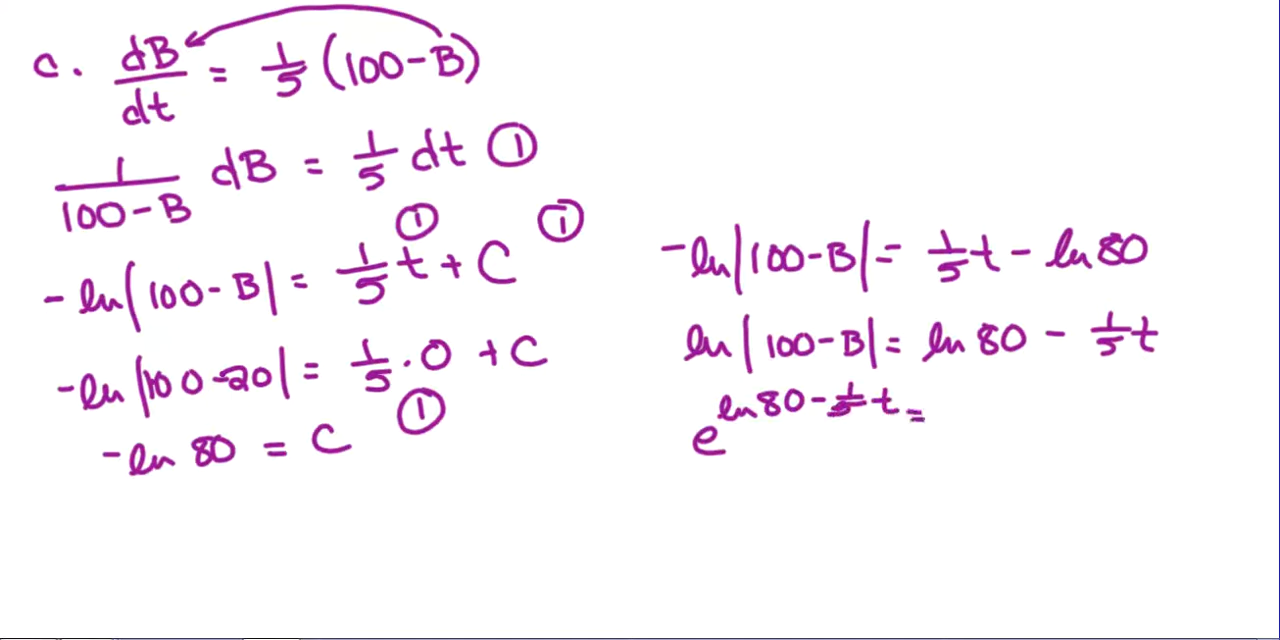 c. dB/dt = 1/5 (100 - B)
1/(100 - B) dB = 1/5 dt ①
① ①
-ln|100 - B| = 1/5 t + C
-ln|100 - 20| = 1/5 · 0 + C
-ln 80 = C ①
-ln|100 - B| = 1/5 t - ln 80
ln|100 - B| = ln 80 - 1/5 t
e^(ln 80 - 1/5 t) =